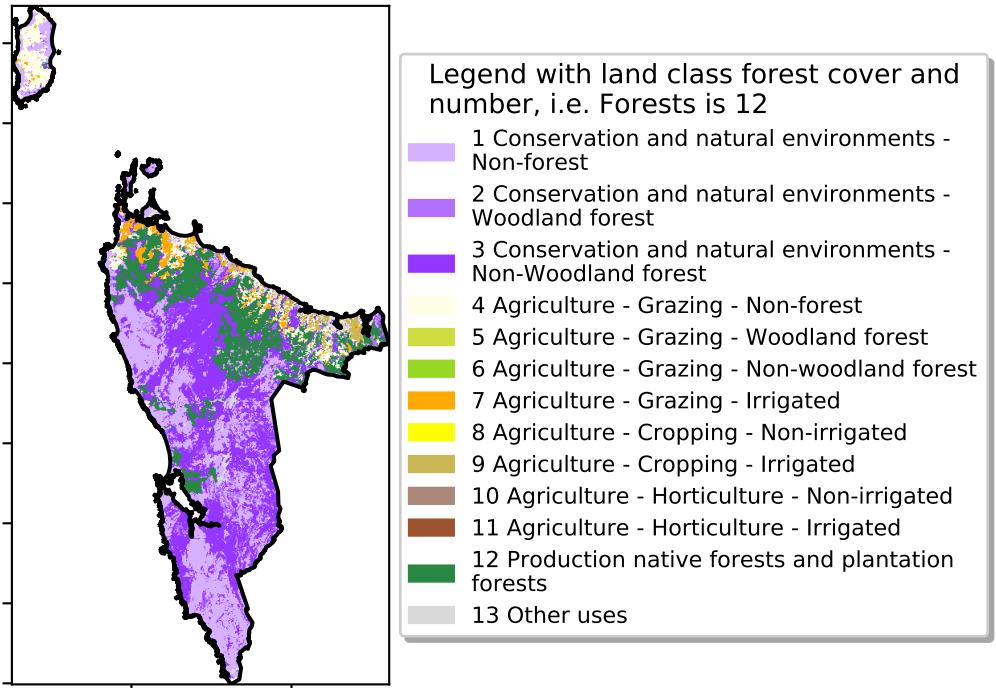 Legend with land class forest cover and
number, i.e. Forests is 12
1 Conservation and natural environments -
Non-forest
2 Conservation and natural environments -
Woodland forest
3 Conservation and natural environments -
Non-Woodland forest
4 Agriculture - Grazing - Non-forest
5 Agriculture - Grazing - Woodland forest
6 Agriculture - Grazing - Non-woodland forest
7 Agriculture - Grazing - Irrigated
8 Agriculture - Cropping - Non-irrigated
9 Agriculture - Cropping - Irrigated
10 Agriculture - Horticulture - Non-irrigated
11 Agriculture - Horticulture - Irrigated
12 Production native forests and plantation
forests
13 Other uses